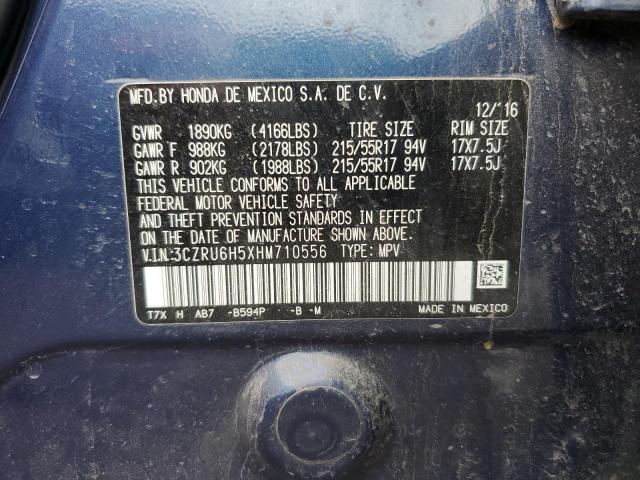 MFD.BY HONDA DE MEXICO S.A. DE C.V.
12/'16
GVWR 1890KG (4166LBS) TIRE SIZE RIM SIZE
GAWR F 988KG (2178LBS) 215/55R17 94V 17X7.5J
GAWR R 902KG (1988LBS) 215/55R17 94V 17X7.5J
THIS VEHICLE CONFORMS TO ALL APPLICABLE
FEDERAL MOTOR VEHICLE SAFETY
AND THEFT PREVENTION STANDARDS IN EFFECT
ON THE DATE OF MANUFACTURE SHOWN ABOVE.
V.I.N.:3CZRU6H5XHM710556 TYPE: MPV
T7X H AB7 -B594P -B -M MADE IN MEXICO